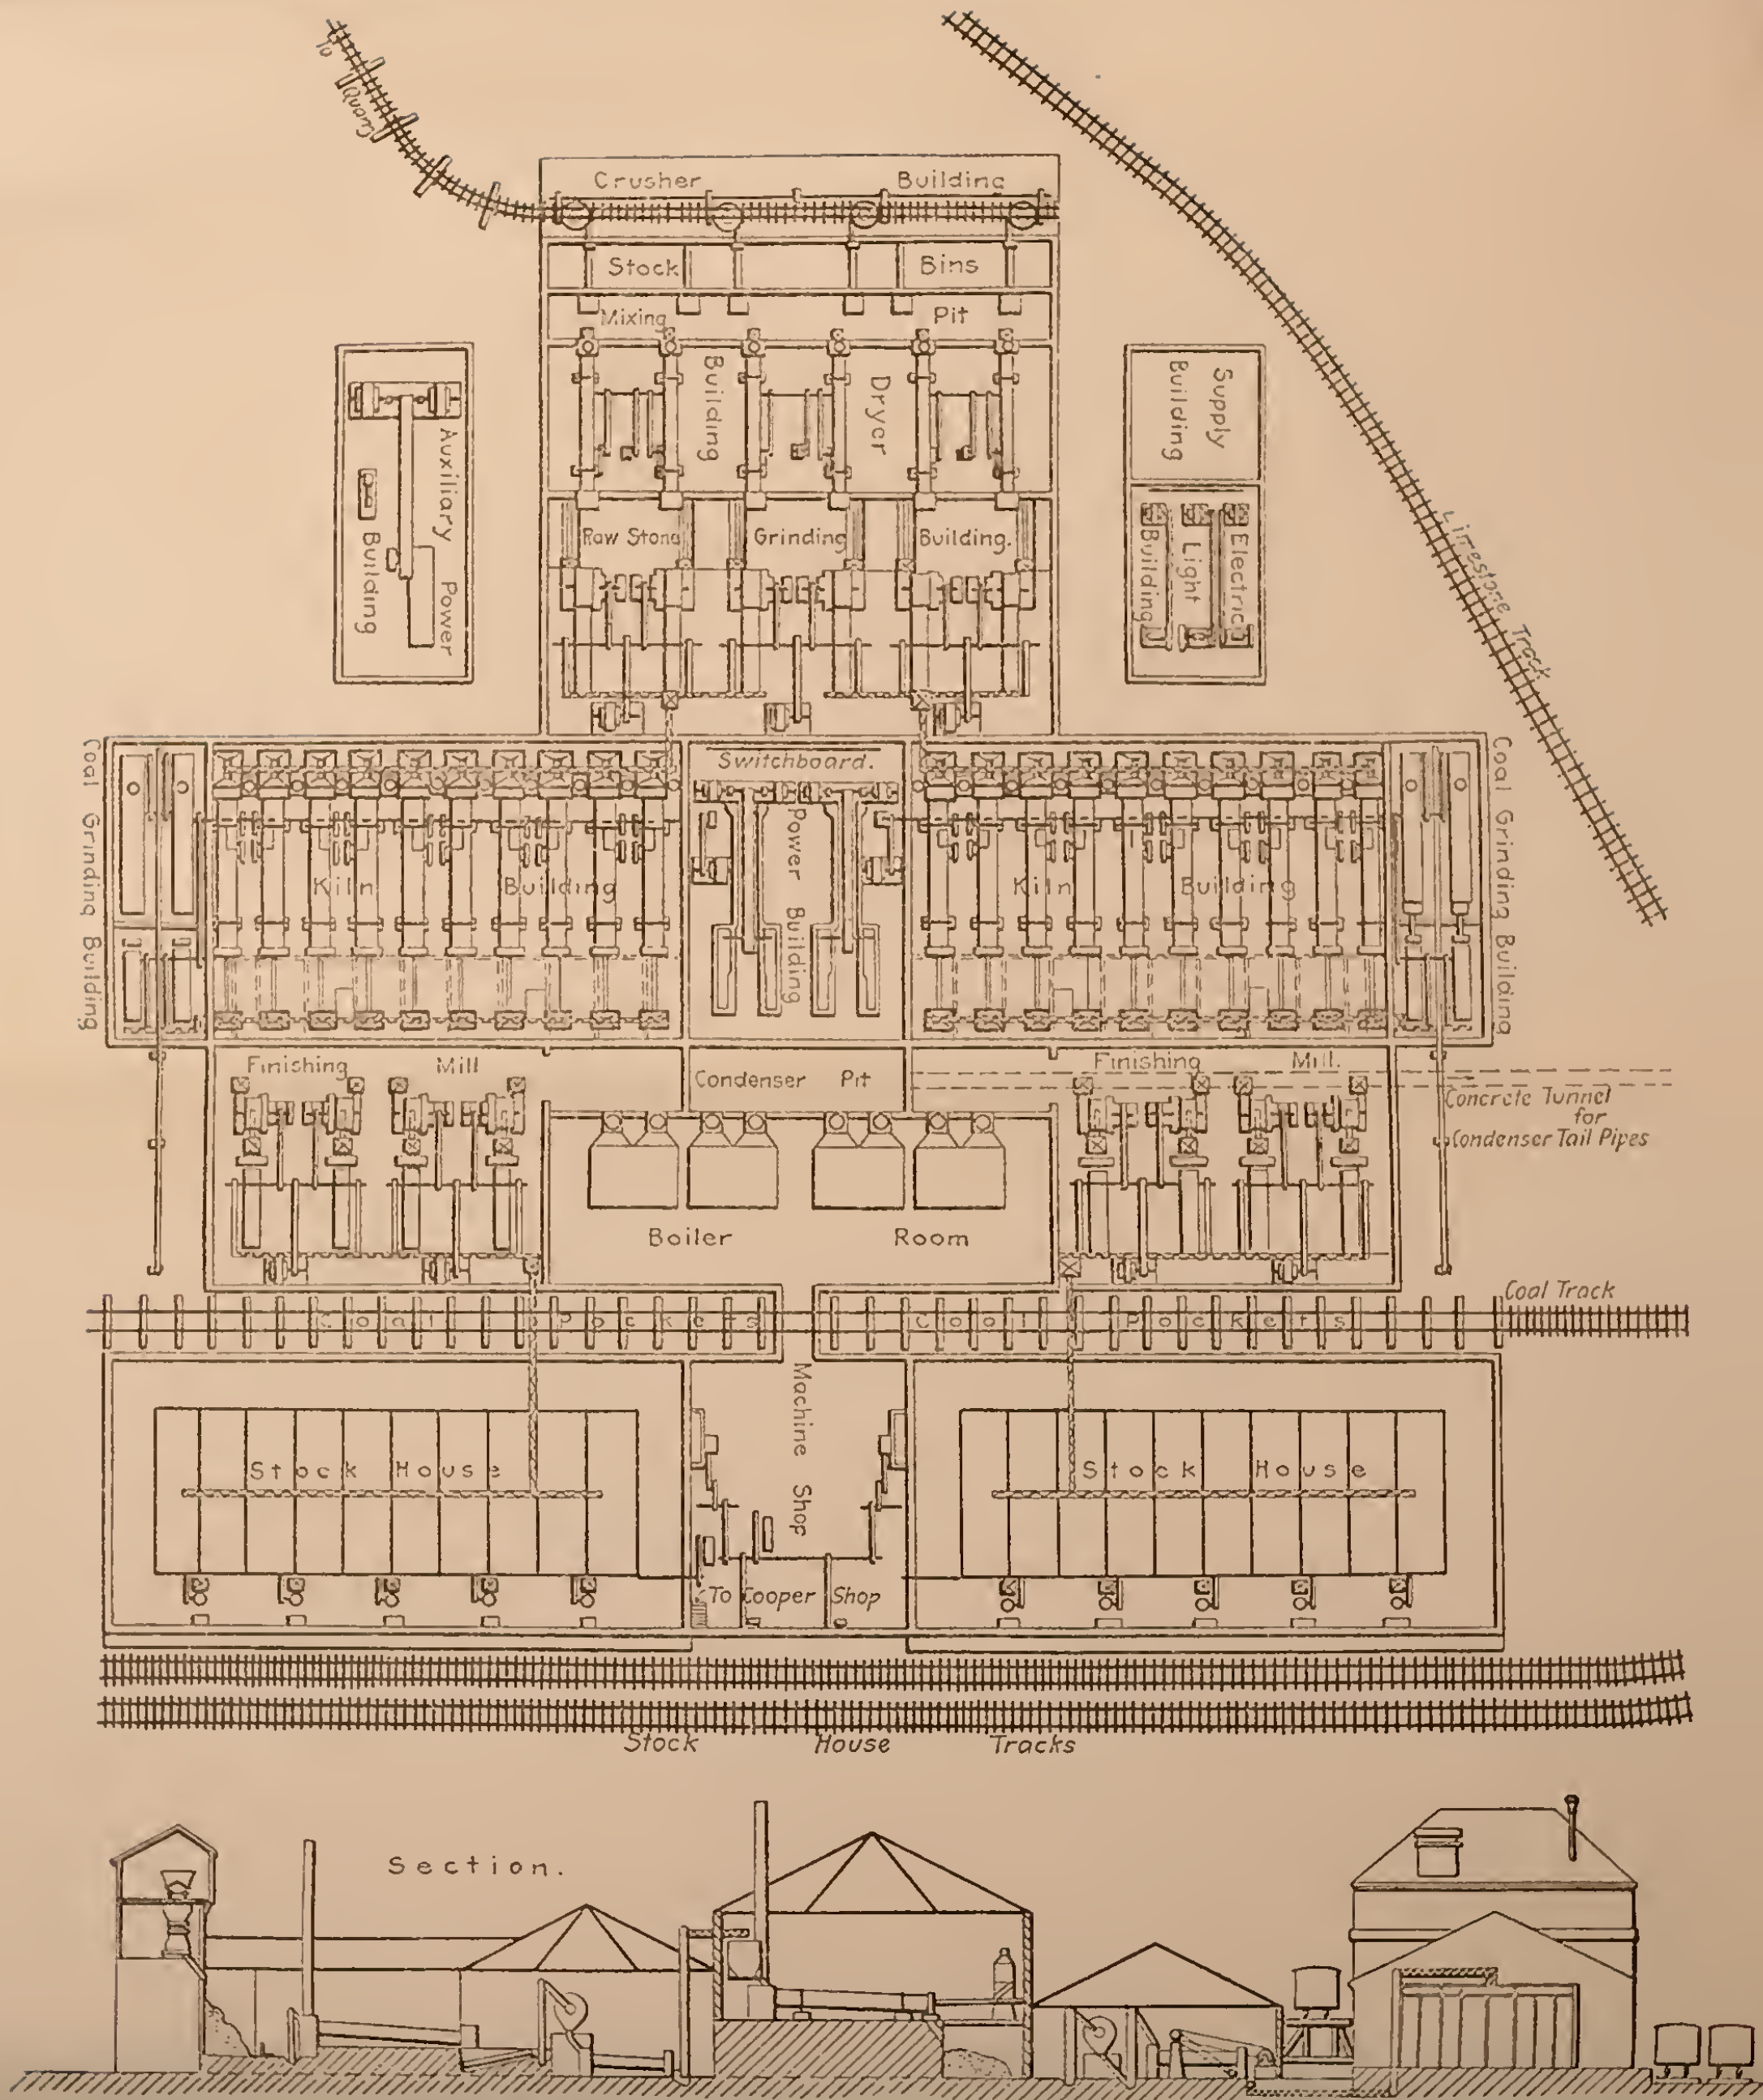 To Quarry
Crusher Building
Stock Bins
Mixing Pit
Dryer
Building
Raw Stone Grinding Building.
Auxiliary Power
Building
Supply
Building
Electric
Light
Building
Limestone Track
Coal Grinding Building
Kiln Building
Switchboard.
Power Building
Kiln Building
Coal Grinding Building
Finishing Mill
Condenser Pit
Finishing Mill.
Concrete Tunnel
for
Condenser Tail Pipes
Boiler Room
Coal Track
Coal Pockets
Coal Pockets
Machine Shop
Stock House
Stock House
To Cooper Shop
Stock House Tracks
Section.